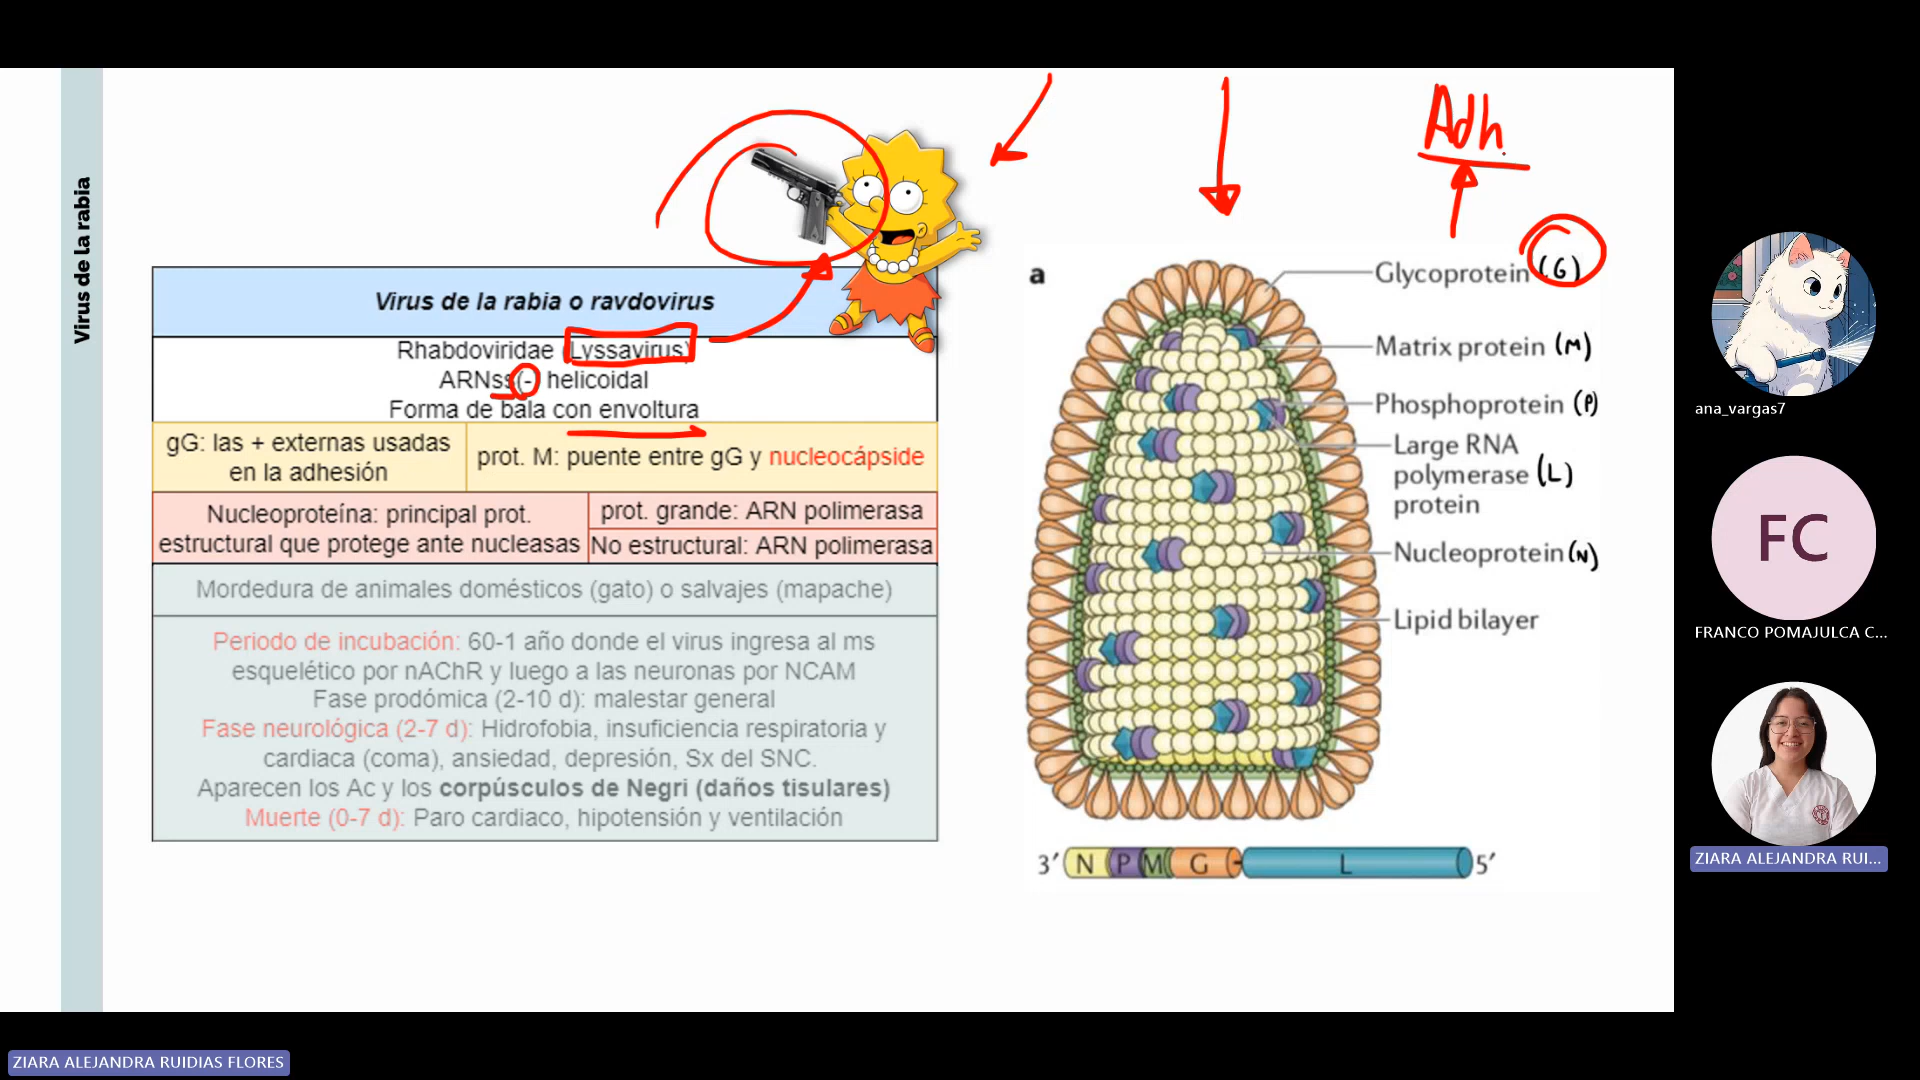 Virus de la rabia
Adh.
Virus de la rabia o ravdovirus
Rhabdoviridae (Lyssavirus)
ARNss(-) helicoidal
Forma de bala con envoltura
gG: las + externas usadas
en la adhesión
prot. M: puente entre gG y nucleocápside
Nucleoproteína: principal prot.
estructural que protege ante nucleasas
prot. grande: ARN polimerasa
No estructural: ARN polimerasa
Mordedura de animales domésticos (gato) o salvajes (mapache)
Periodo de incubación: 60-1 año donde el virus ingresa al ms
esquelético por nAChR y luego a las neuronas por NCAM
Fase prodómica (2-10 d): malestar general
Fase neurológica (2-7 d): Hidrofobia, insuficiencia respiratoria y
cardiaca (coma), ansiedad, depresión, Sx del SNC.
Aparecen los Ac y los corpúsculos de Negri (daños tisulares)
Muerte (0-7 d): Paro cardiaco, hipotensión y ventilación
a
Glycoprotein (G)
Matrix protein (M)
Phosphoprotein (P)
Large RNA
polymerase (L)
protein
Nucleoprotein (N)
Lipid bilayer
3′ N P M G L 5′
ana_vargas7
FC
FRANCO POMAJULCA C...
ZIARA ALEJANDRA RUI...
ZIARA ALEJANDRA RUIDIAS FLORES